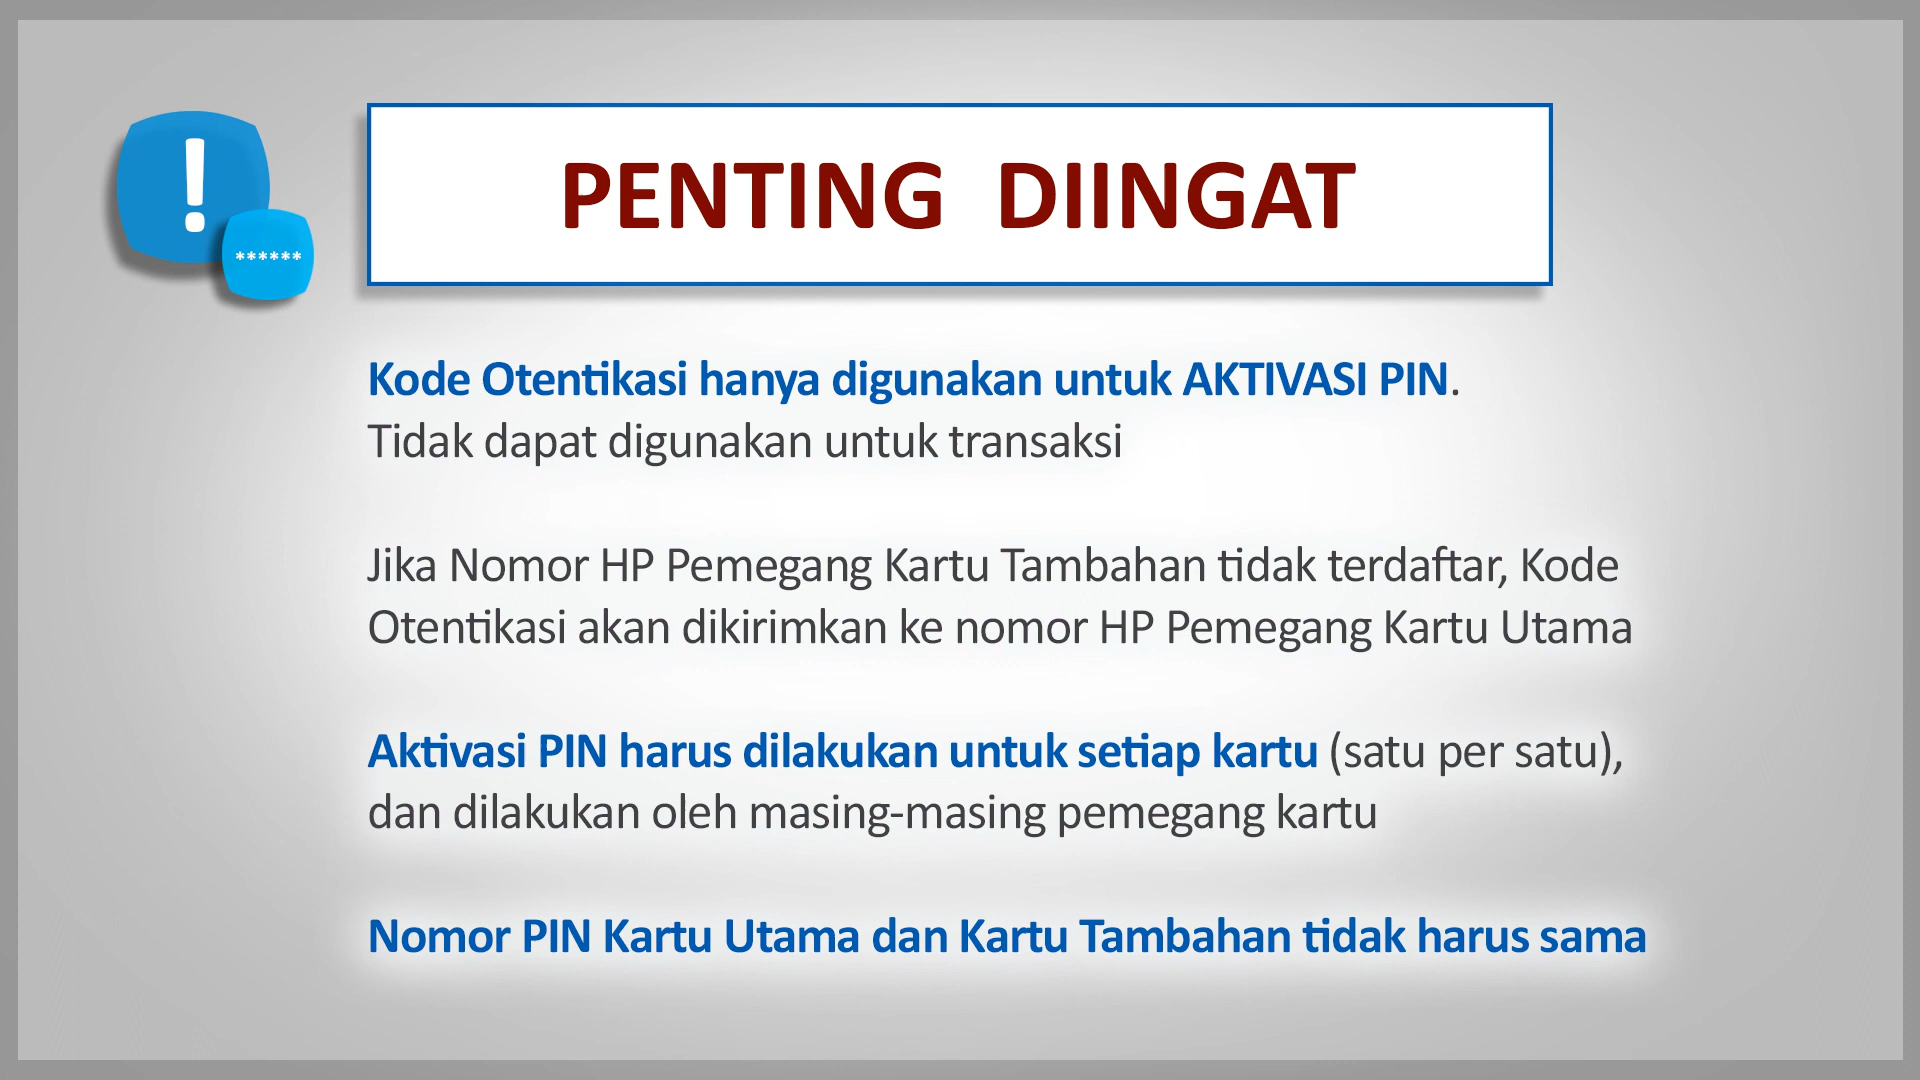 !
******
PENTING DIINGAT
Kode Otentikasi hanya digunakan untuk AKTIVASI PIN.
Tidak dapat digunakan untuk transaksi
Jika Nomor HP Pemegang Kartu Tambahan tidak terdaftar, Kode
Otentikasi akan dikirimkan ke nomor HP Pemegang Kartu Utama
Aktivasi PIN harus dilakukan untuk setiap kartu (satu per satu),
dan dilakukan oleh masing-masing pemegang kartu
Nomor PIN Kartu Utama dan Kartu Tambahan tidak harus sama